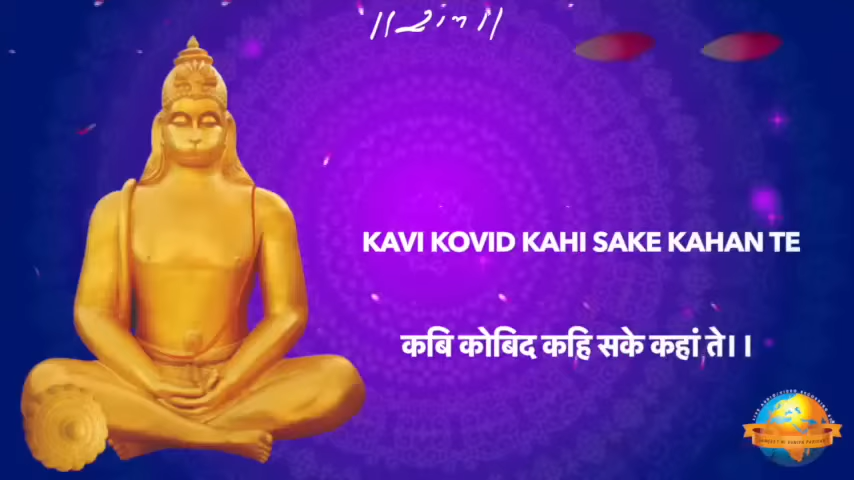 KAVI KOVID KAHI SAKE KAHAN TE
कबि कोबिद कहि सके कहां ते।।